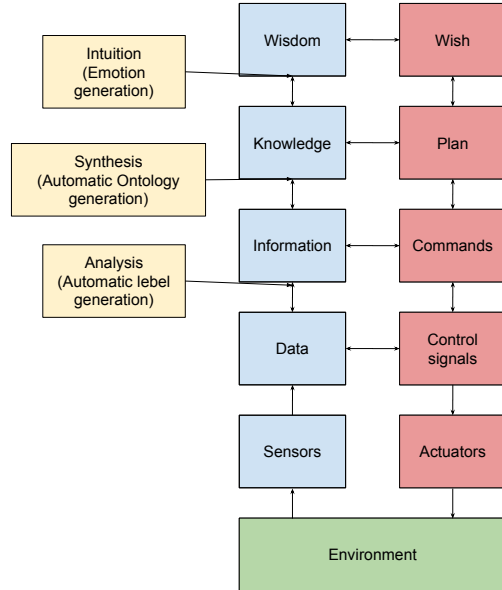 Wisdom
Wish
Intuition
(Emotion
generation)
Knowledge
Plan
Synthesis
(Automatic Ontology
generation)
Information
Commands
Analysis
(Automatic lebel
generation)
Data
Control
signals
Sensors
Actuators
Environment